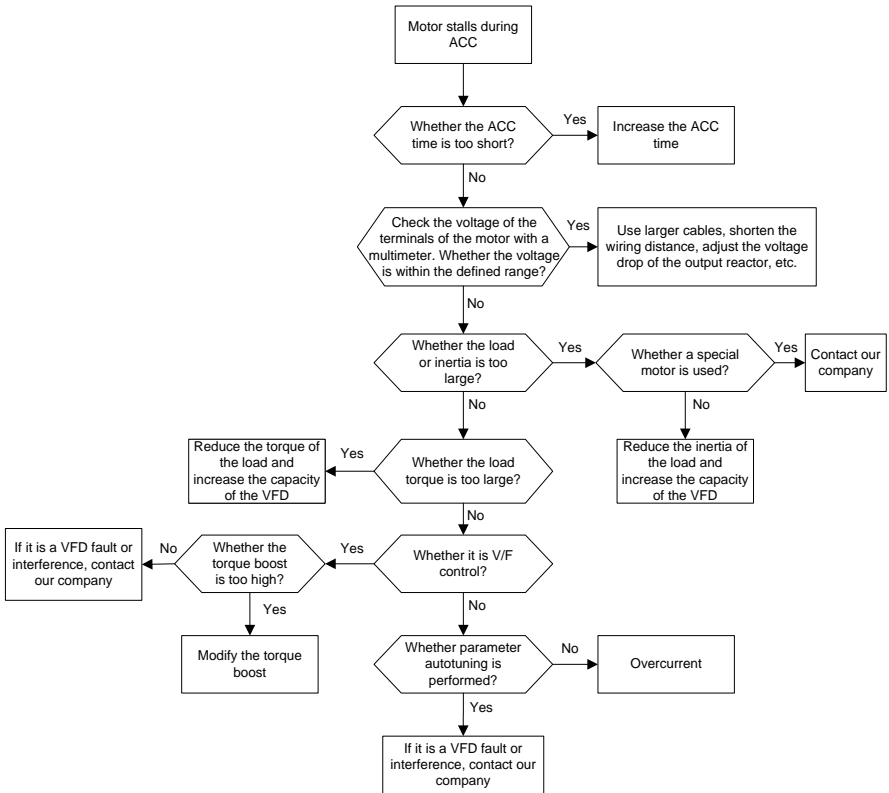 Motor stalls during
ACC
Whether the ACC
time is too short?
Yes
Increase the ACC
time
No
Check the voltage of the
terminals of the motor with a
multimeter. Whether the voltage
is within the defined range?
Yes
Use larger cables, shorten the
wiring distance, adjust the voltage
drop of the output reactor, etc.
No
Whether the load
or inertia is too
large?
Yes
Whether a special
motor is used?
Yes
Contact our
company
No
No
Reduce the torque of
the load and
increase the capacity
of the VFD
Yes
Whether the load
torque is too large?
Reduce the inertia of
the load and
increase the capacity
of the VFD
No
If it is a VFD fault or
interference, contact
our company
No
Whether the
torque boost
is too high?
Yes
Whether it is V/F
control?
Yes
No
Modify the torque
boost
Whether parameter
autotuning is
performed?
No
Overcurrent
Yes
If it is a VFD fault or
interference, contact our
company